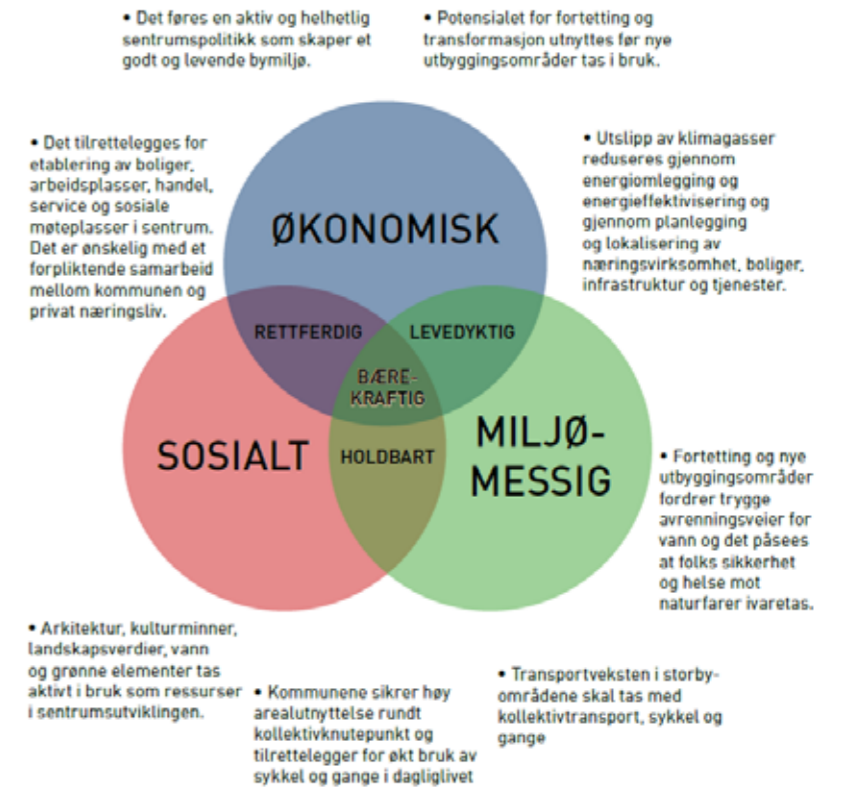 • Det føres en aktiv og helhetlig
sentrumspolitikk som skaper et
godt og levende bymiljø.
• Potensialet for fortetting og
transformasjon utnyttes før nye
utbyggingsområder tas i bruk.
• Det tilrettelegges for
etablering av boliger,
arbeidsplasser, handel,
service og sosiale
møteplasser i sentrum.
Det er ønskelig med et
forpliktende samarbeid
mellom kommunen og
privat næringsliv.
• Utslipp av klimagasser
reduseres gjennom
energiomlegging og
energieffektivisering og
gjennom planlegging
og lokalisering av
næringsvirksomhet, boliger,
infrastruktur og tjenester.
ØKONOMISK
RETTFERDIG
LEVEDYKTIG
BÆRE-
KRAFTIG
SOSIALT
HOLDBART
MILJØ-
MESSIG
• Fortetting og nye
utbyggingsområder
fordrer trygge
avrenningsveier for
vann og det påsees
at folks sikkerhet
og helse mot
naturfarer ivaretas.
• Arkitektur, kulturminner,
landskapsverdier, vann
og grønne elementer tas
aktivt i bruk som ressurser
i sentrumsutviklingen.
• Kommunene sikrer høy
arealutnyttelse rundt
kollektivknutepunkt og
tilrettelegger for økt bruk av
sykkel og gange i dagliglivet
• Transportveksten i storby-
områdene skal tas med
kollektivtransport, sykkel og
gange